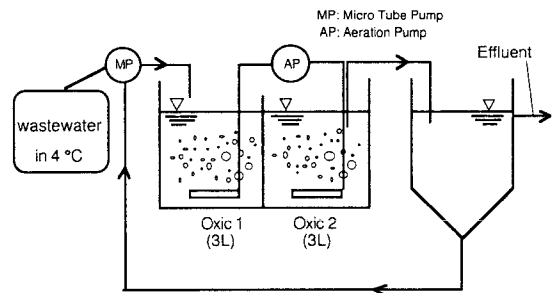 MP: Micro Tube Pump
AP: Aeration Pump
Effluent
MP
AP
wastewater
in 4 °C
Oxic 1
(3L)
Oxic 2
(3L)